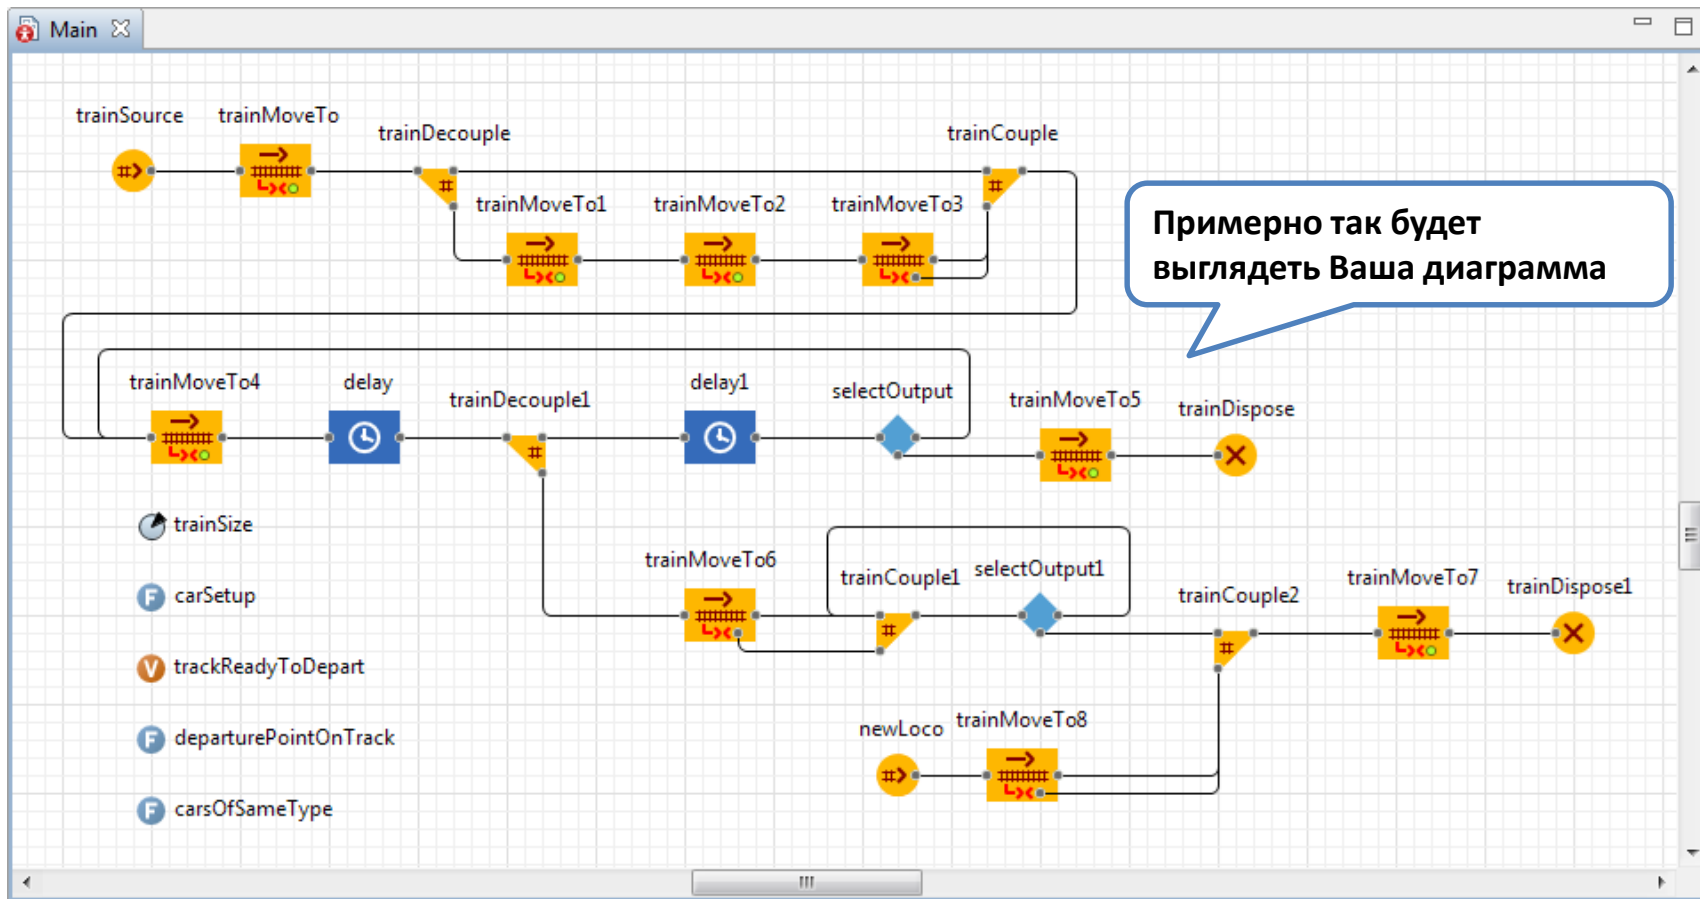 Main
trainSource
trainMoveTo
trainDecouple
trainCouple
trainMoveTo1
trainMoveTo2
trainMoveTo3
Примерно так будет
выглядеть Ваша диаграмма
trainMoveTo4
delay
trainDecouple1
delay1
selectOutput
trainMoveTo5
trainDispose
trainSize
carSetup
trackReadyToDepart
departurePointOnTrack
carsOfSameType
trainMoveTo6
trainCouple1
selectOutput1
trainCouple2
trainMoveTo7
trainDispose1
newLoco
trainMoveTo8
F
V
F
F